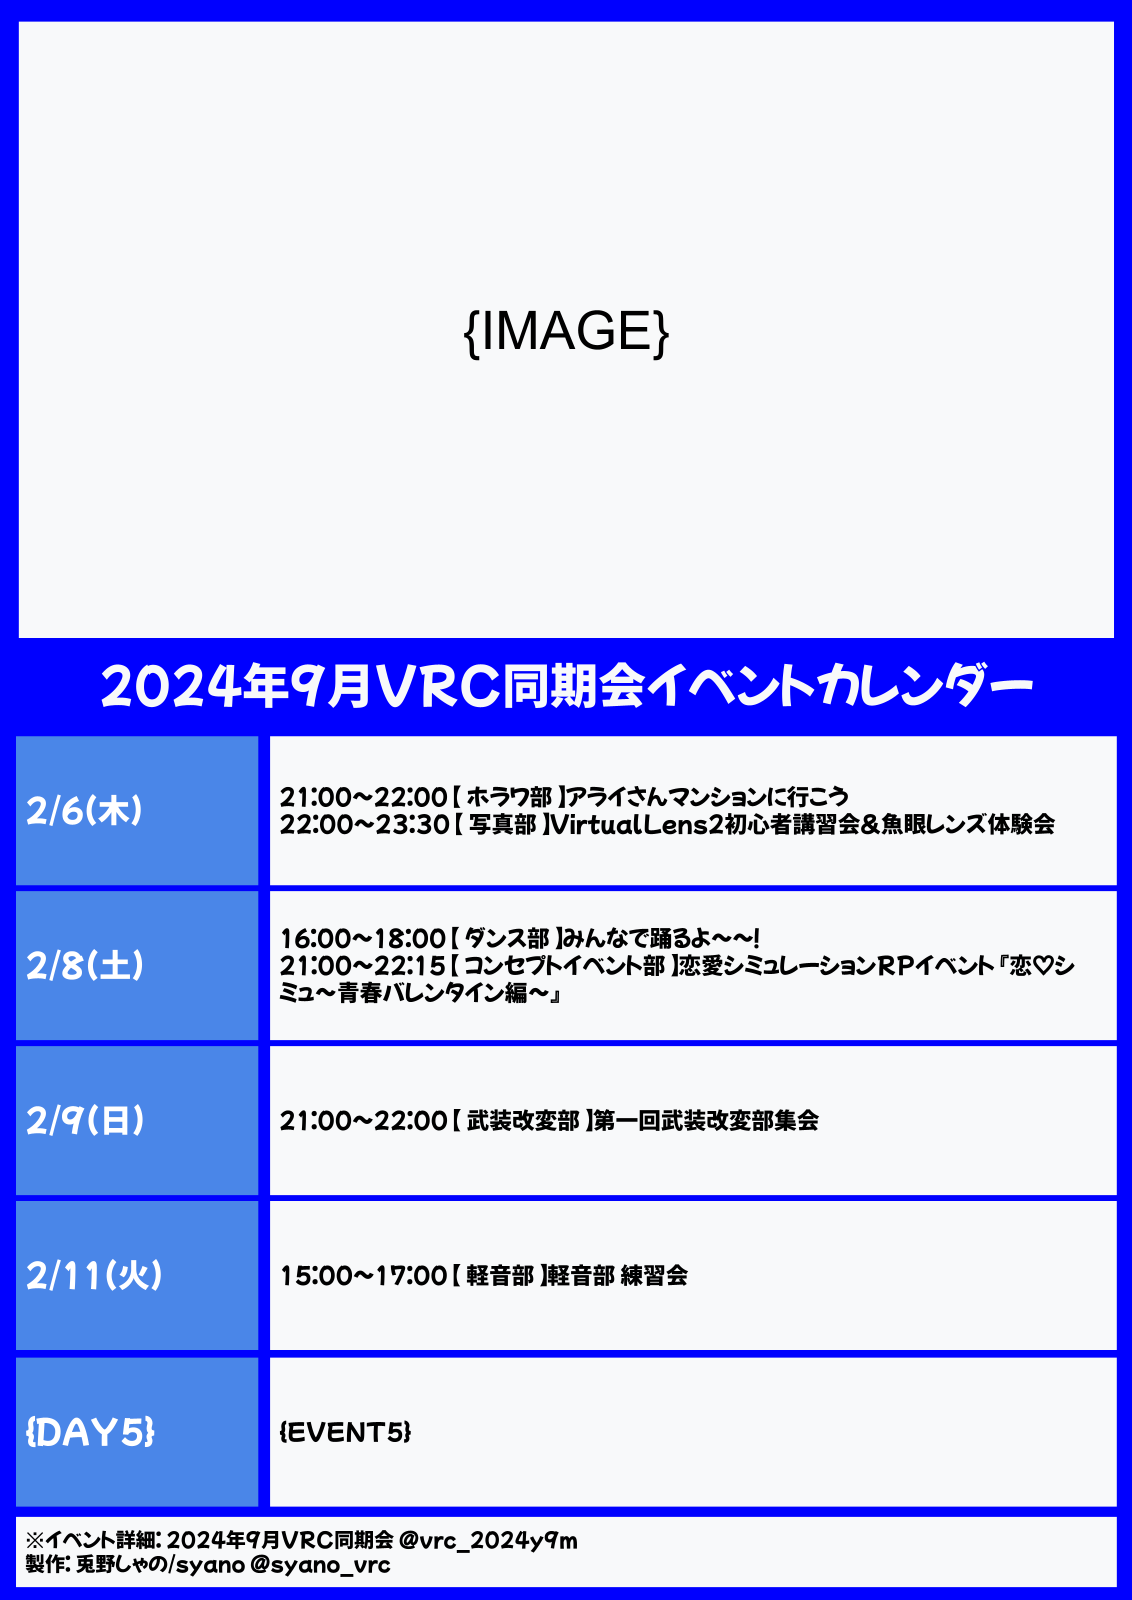 {IMAGE}
2024年9月VRC同期会イベントカレンダー
2/6(木)
21:00～22:00【 ホラワ部 】アライさんマンションに行こう
22:00～23:30【 写真部 】VirtualLens2初心者講習会&魚眼レンズ体験会
2/8(土)
16:00～18:00【 ダンス部 】みんなで踊るよ～～!
21:00～22:15【 コンセプトイベント部 】恋愛シミュレーションRPイベント『恋♡シ
ミュ～青春バレンタイン編～』
2/9(日)
21:00～22:00【 武装改変部 】第一回武装改変部集会
2/11(火)
15:00～17:00【 軽音部 】軽音部 練習会
{DAY5}
{EVENT5}
※イベント詳細: 2024年9月VRC同期会 @vrc_2024y9m
製作: 兎野しゃの/syano @syano_vrc